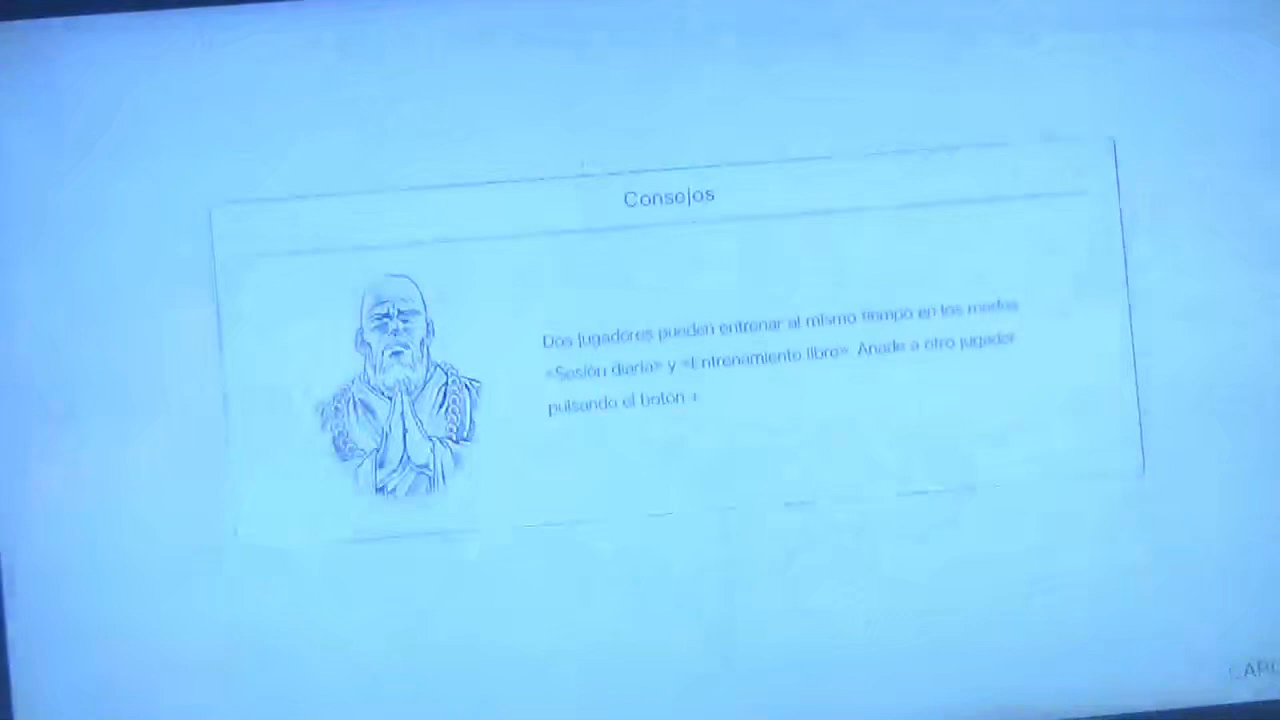 Consejos
Dos jugadores pueden entrenar al mismo tiempo en los modos
«Sesión diaria» y «Entrenamiento libre». Añade a otro jugador
pulsando el botón +